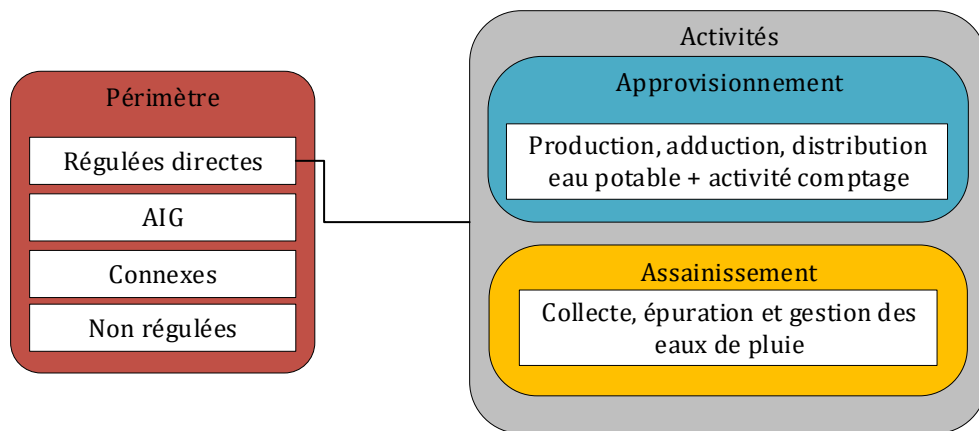 Périmètre
Régulées directes
AIG
Connexes
Non régulées
Activités
Approvisionnement
Production, adduction, distribution
eau potable + activité comptage
Assainissement
Collecte, épuration et gestion des
eaux de pluie